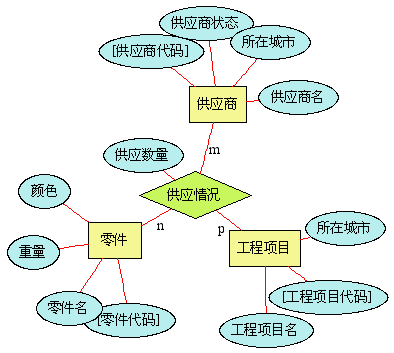 供应商状态
[供应商代码]
所在城市
供应商
供应商名
m
供应数量
供应情况
颜色
n
p
所在城市
零件
工程项目
重量
[工程项目代码]
零件名
[零件代码]
工程项目名